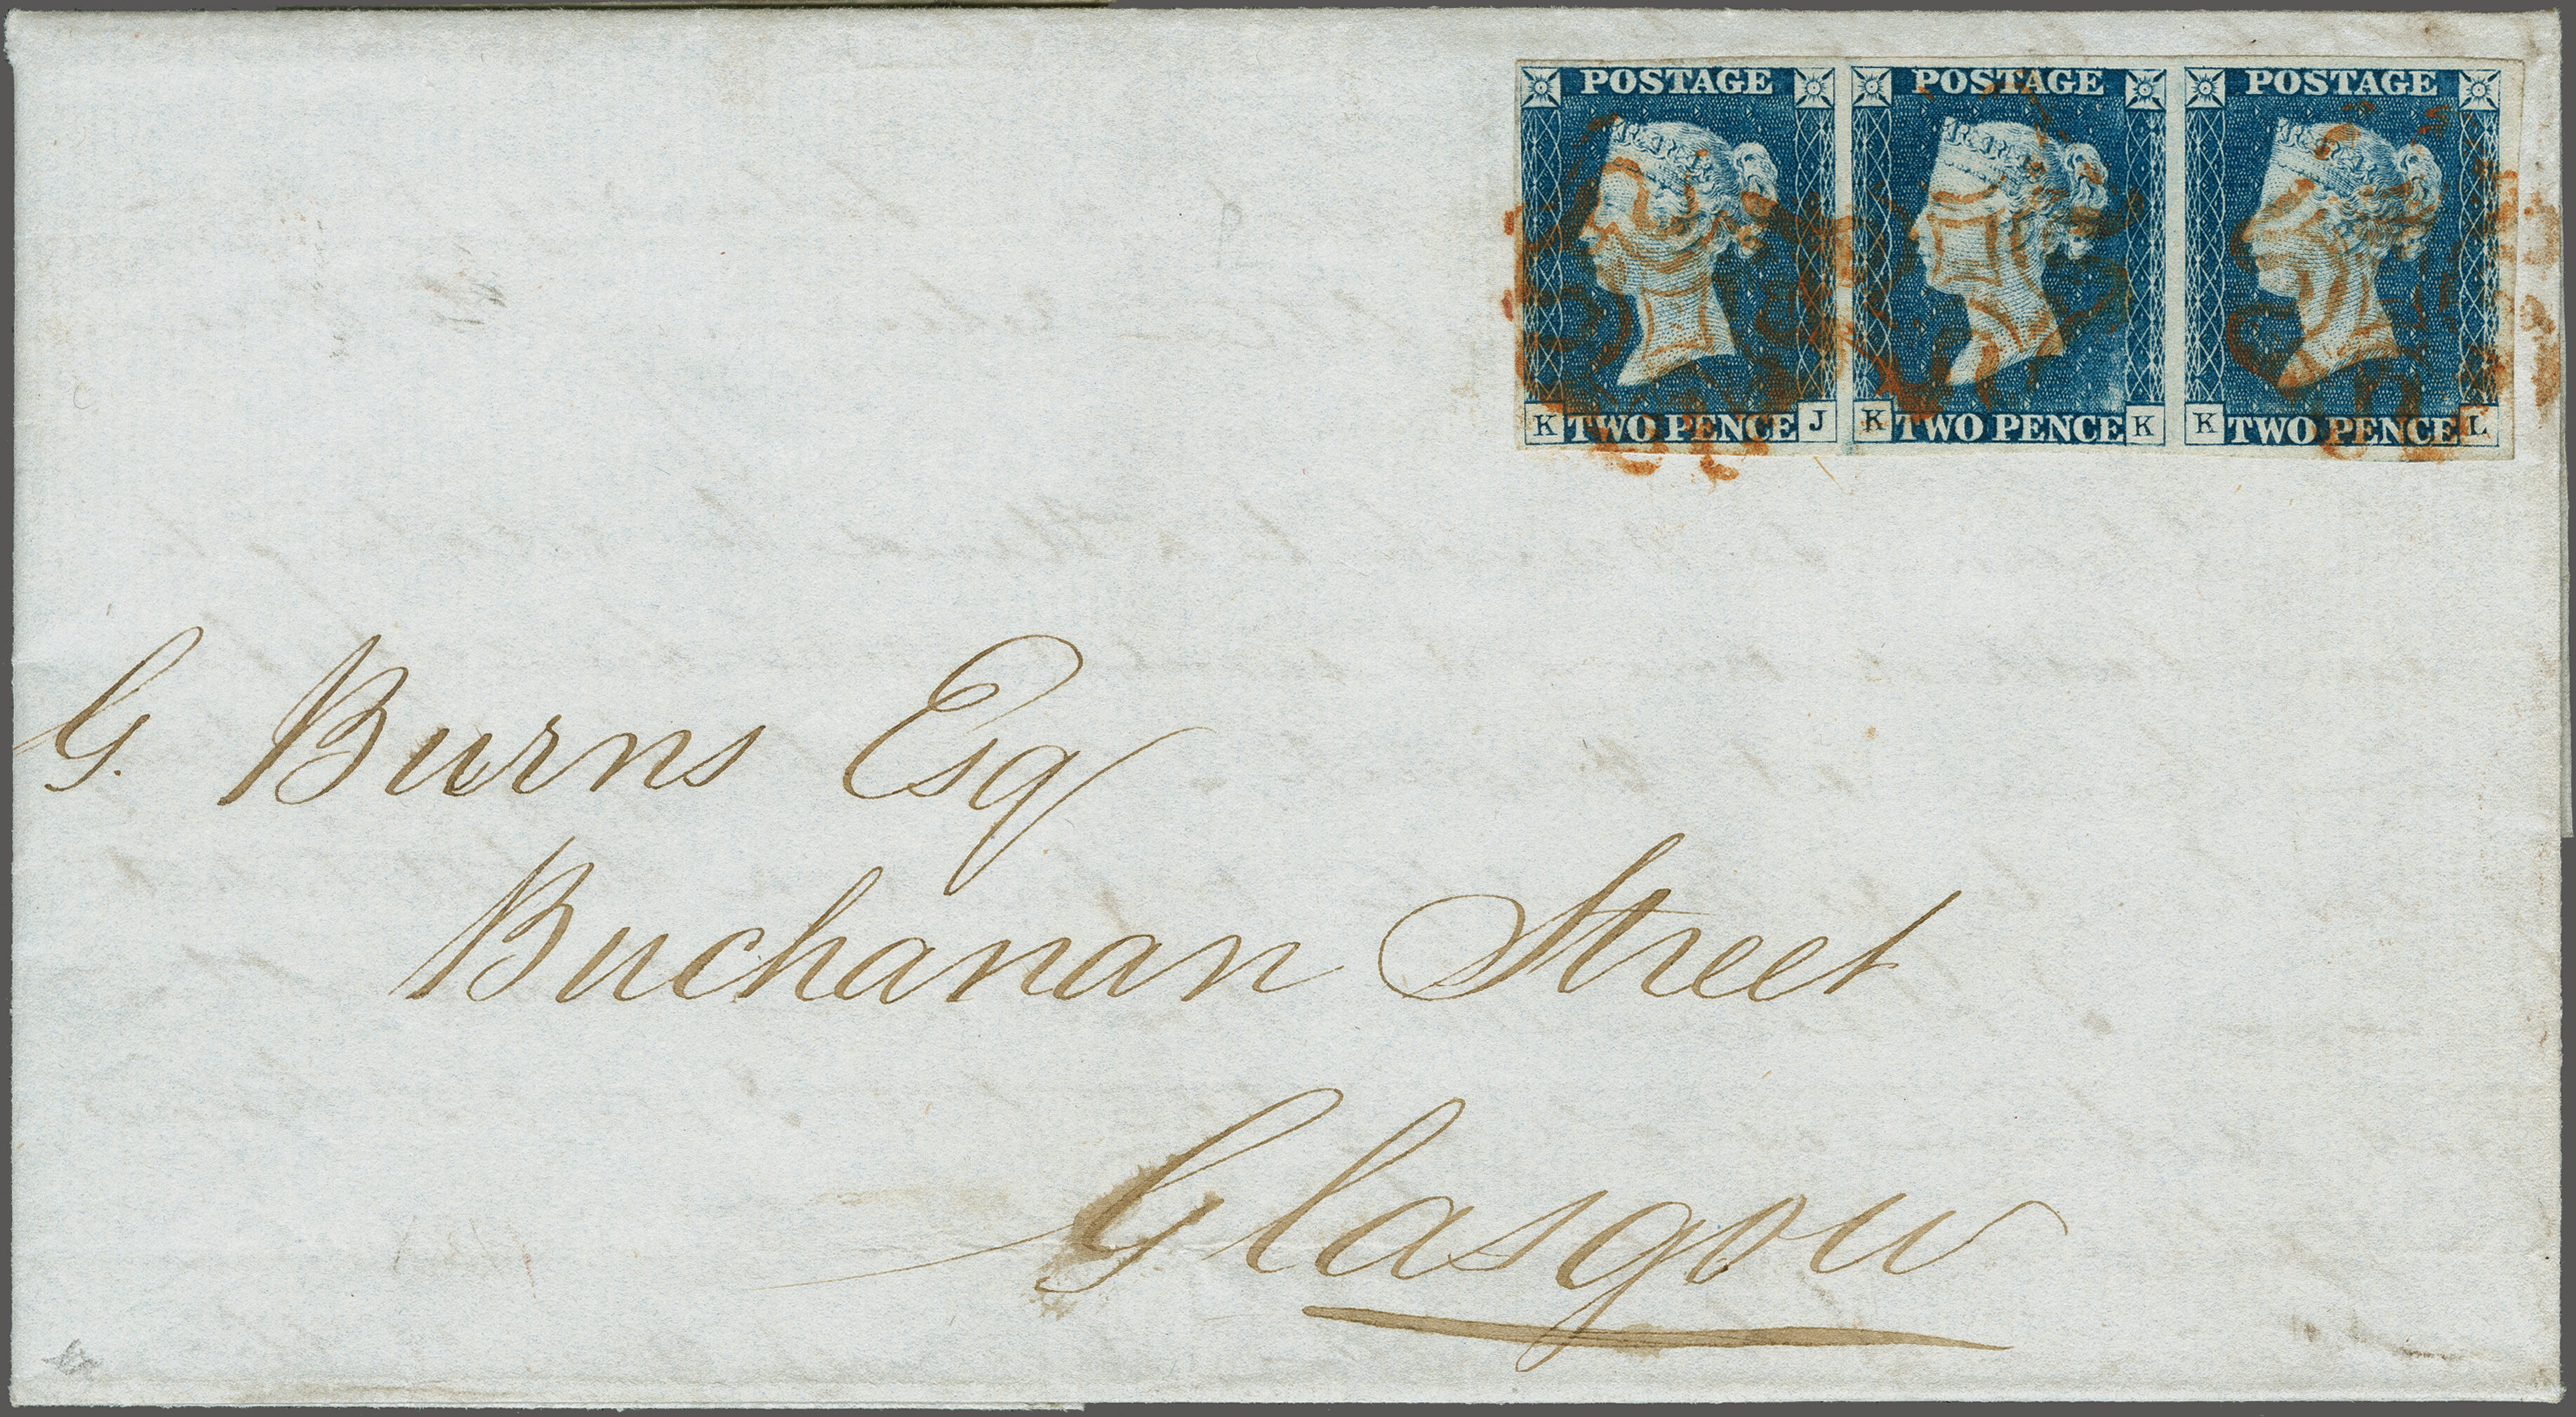 POSTAGE POSTAGE POSTAGE
K TWO PENCE J K TWO PENCE K K TWO PENCE L
G. Burns Esq
Buchanan Street
Glasgow